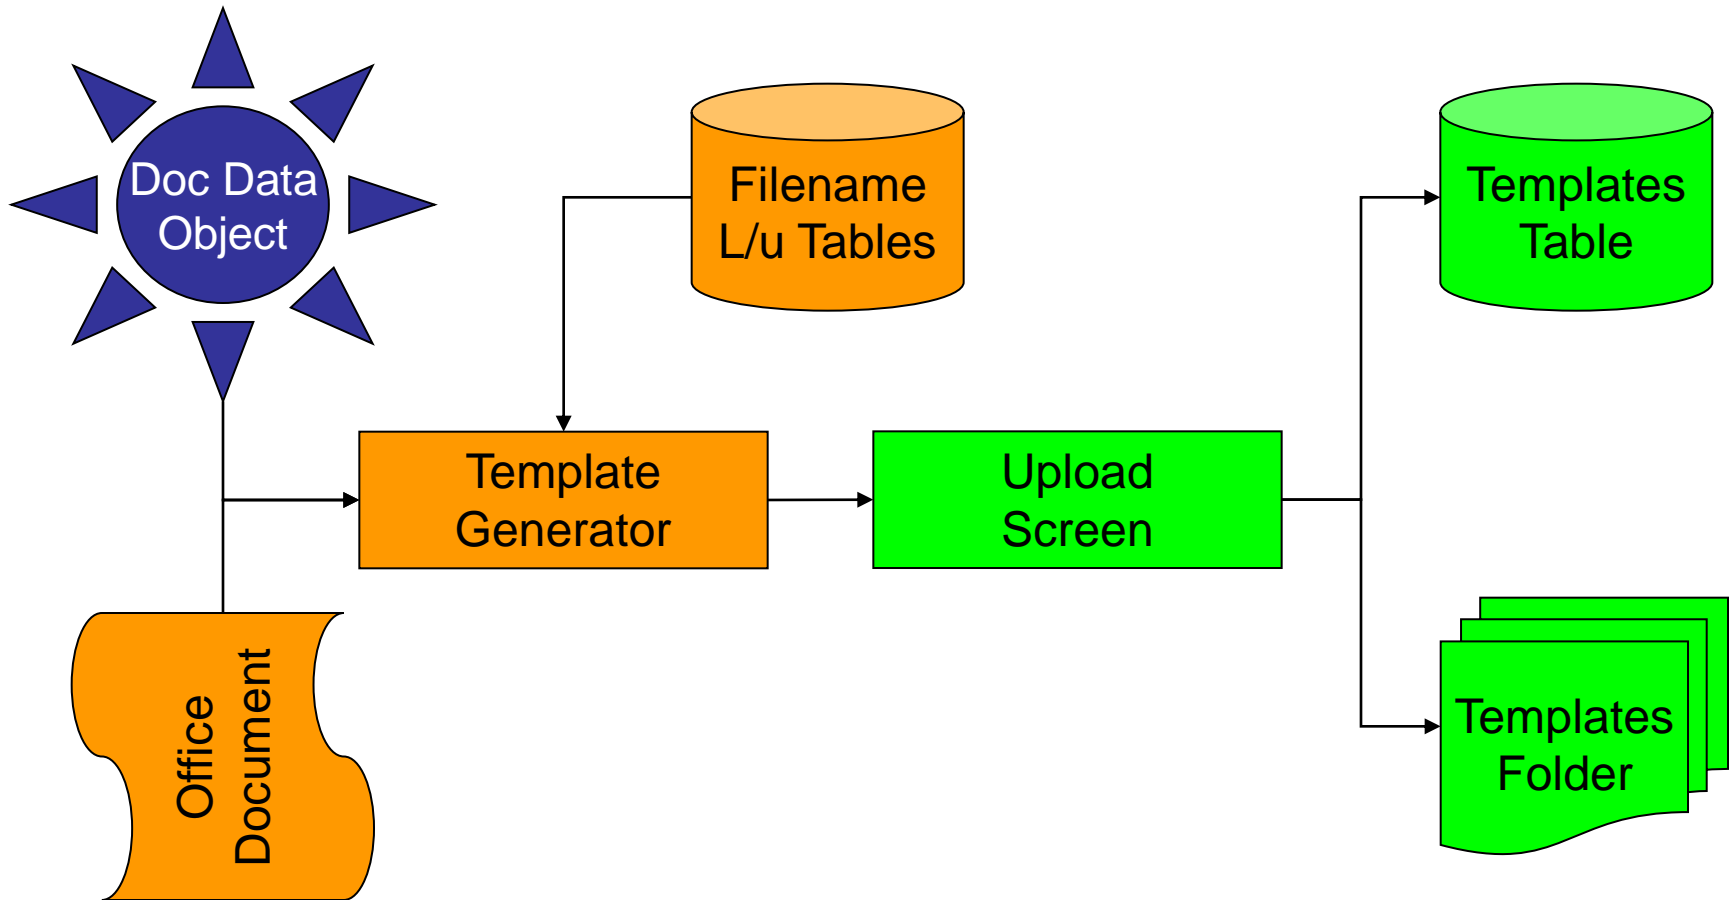 Doc Data
Object
Filename
L/u Tables
Templates
Table
Template
Generator
Upload
Screen
Office
Document
Templates
Folder